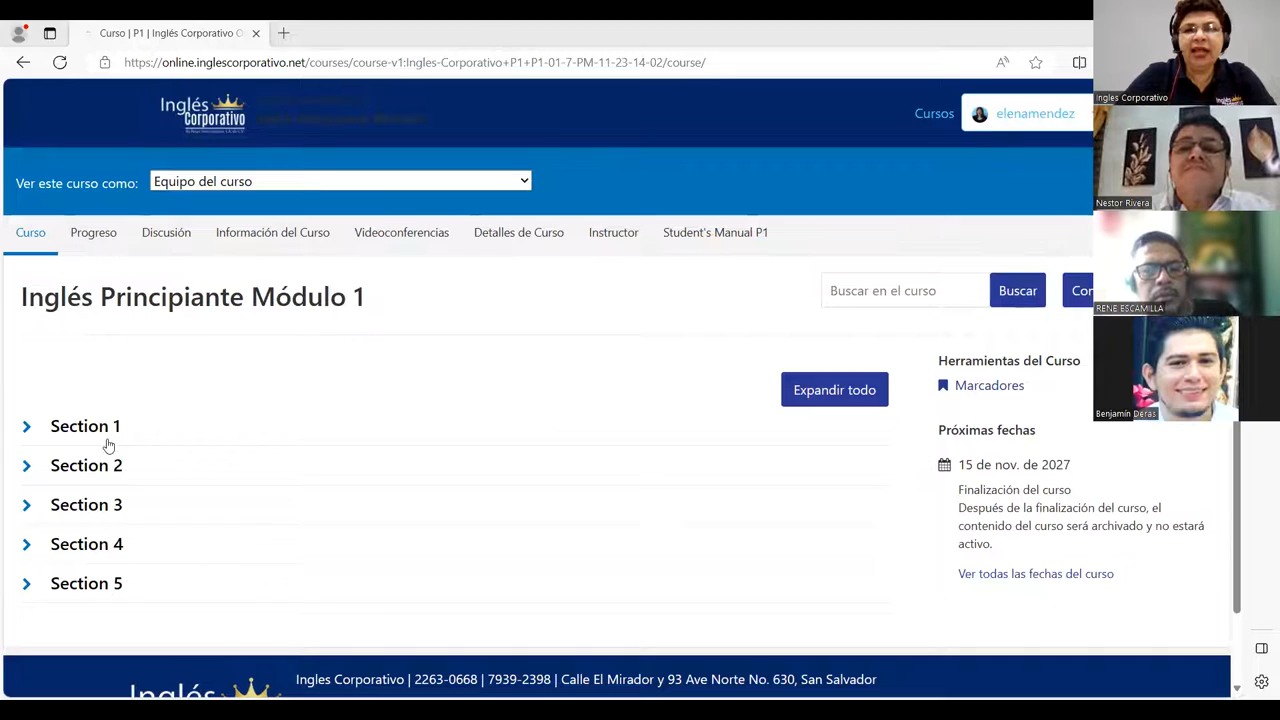 Curso | P1 | Inglés Corporativo O
https://online.inglescorporativo.net/courses/course-v1:Ingles-Corporativo+P1+P1-01-7-PM-11-23-14-02/course/
Ingles Corporativo
Inglés
Corporativo
Cursos
elenamendez
Ver este curso como:
Equipo del curso
Nestor Rivera
Curso
Progreso
Discusión
Información del Curso
Videoconferencias
Detalles de Curso
Instructor
Student's Manual P1
Inglés Principiante Módulo 1
Buscar en el curso
Buscar
Con
RENE ESCAMILLA
Expandir todo
Section 1
Section 2
Section 3
Section 4
Section 5
Herramientas del Curso
Marcadores
Benjamín Deras
Próximas fechas
15 de nov. de 2027
Finalización del curso
Después de la finalización del curso, el
contenido del curso será archivado y no estará
activo.
Ver todas las fechas del curso
Inglés
Ingles Corporativo | 2263-0668 | 7939-2398 | Calle El Mirador y 93 Ave Norte No. 630, San Salvador